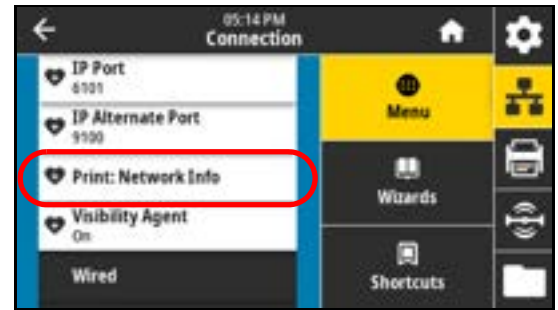 05:14 PM
Connection
IP Port
6101
IP Alternate Port
9100
Print: Network Info
Visibility Agent
On
Wired
Menu
Wizards
Shortcuts